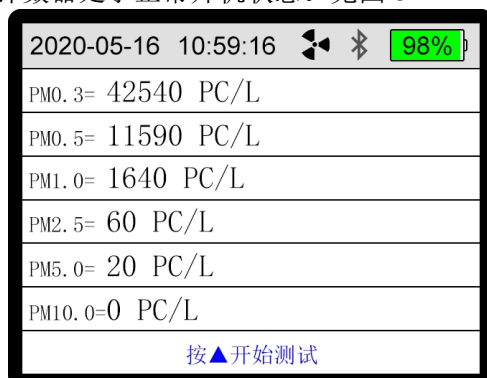 2020-05-16 10:59:16 98%
PM0.3= 42540 PC/L
PM0.5= 11590 PC/L
PM1.0= 1640 PC/L
PM2.5= 60 PC/L
PM5.0= 20 PC/L
PM10.0=0 PC/L
按▲开始测试